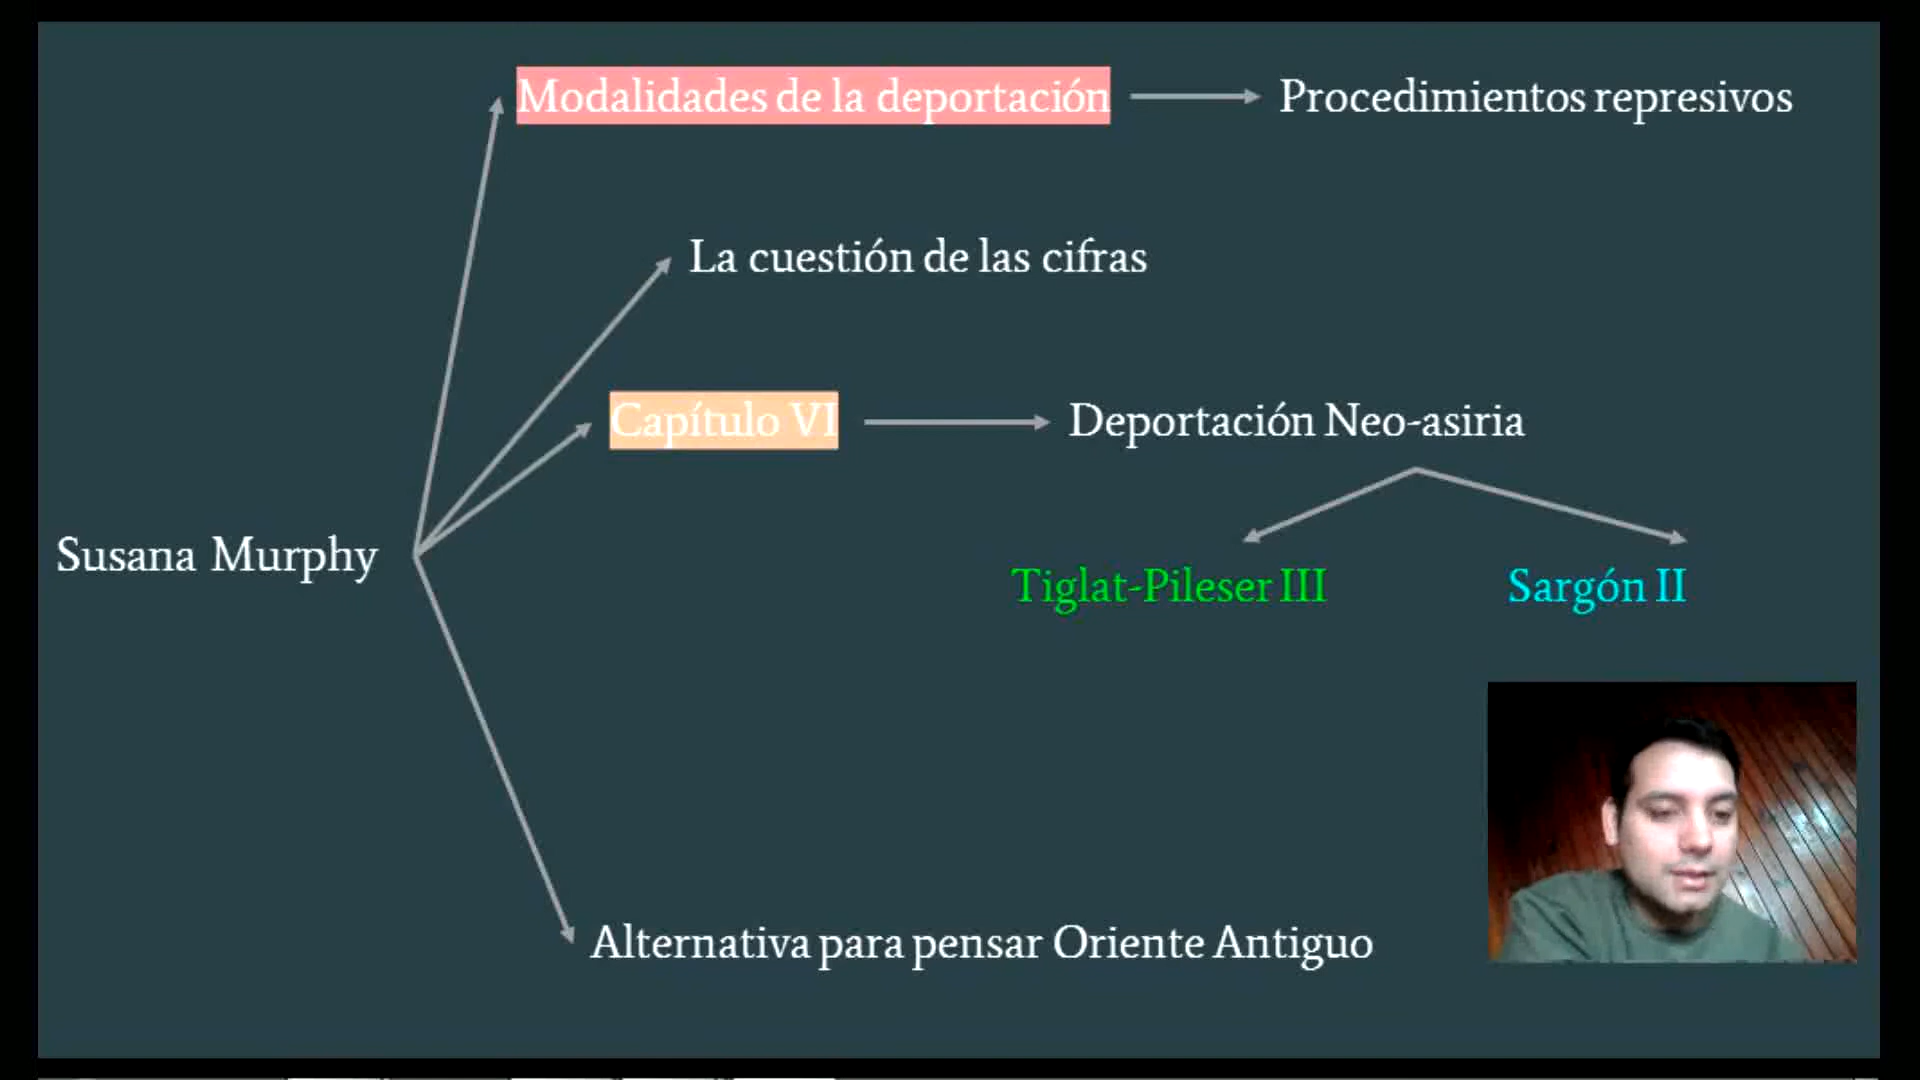 Modalidades de la deportación
Procedimientos represivos
La cuestión de las cifras
Capítulo VI
Deportación Neo-asiria
Susana Murphy
Tiglat-Pileser III
Sargón II
Alternativa para pensar Oriente Antiguo